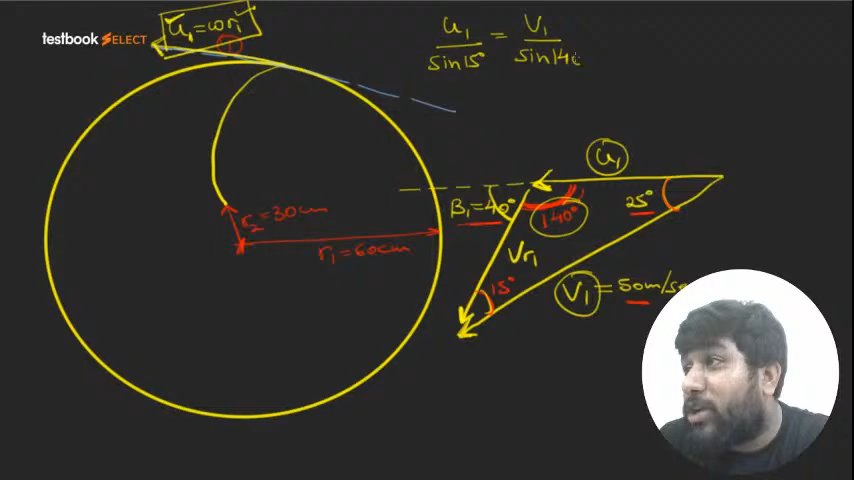 testbook SELECT
u₁=ωr₁
①
u₁/sin15° = V₁/sin140
u₁
β₁=40°
140°
25°
r₂=30cm
r₁=60cm
Vr₁
15°
V₁ = 50m/se